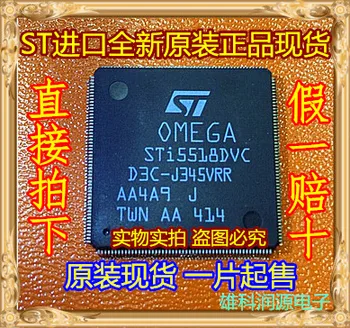 ST进口全新原装正品现货
直接拍下
假一赔十
ST
OMEGA
STi5518DVC
D3C-J345VRR
AA4A9 J
TWN AA 414
实物实拍 盗图必究
原装现货 一片起售
雄科润源电子